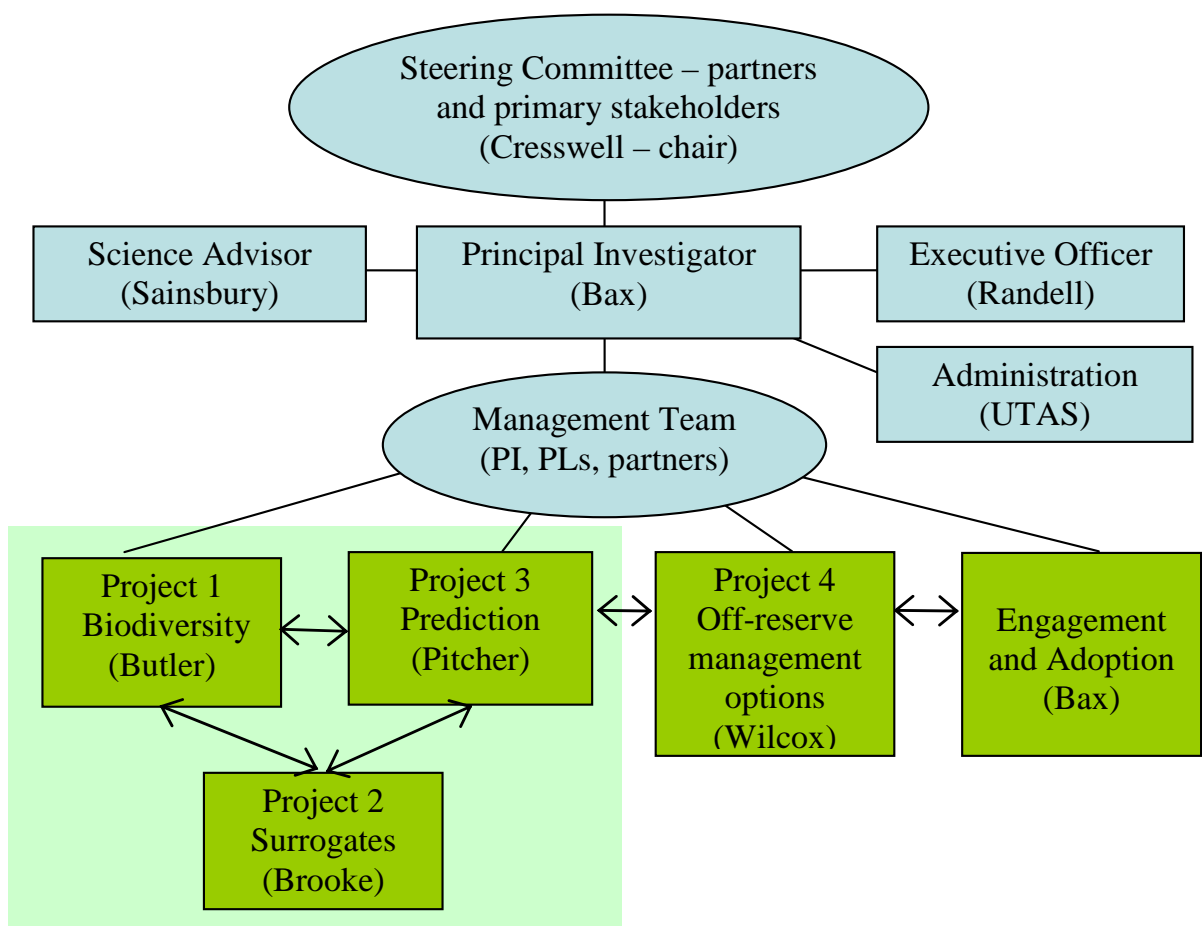 Steering Committee – partners
and primary stakeholders
(Cresswell – chair)
Science Advisor
(Sainsbury)
Principal Investigator
(Bax)
Executive Officer
(Randell)
Administration
(UTAS)
Management Team
(PI, PLs, partners)
Project 1
Biodiversity
(Butler)
Project 3
Prediction
(Pitcher)
Project 4
Off-reserve
management
options
(Wilcox)
Engagement
and Adoption
(Bax)
Project 2
Surrogates
(Brooke)